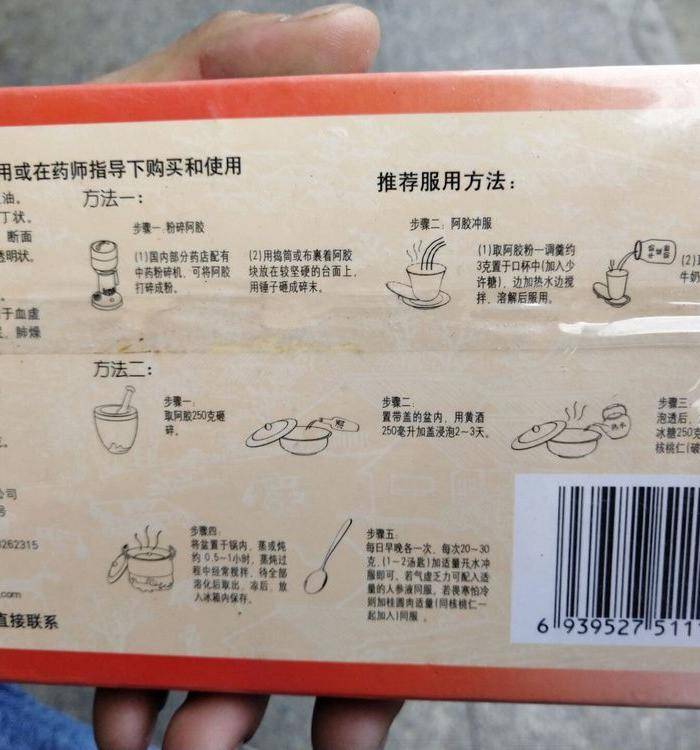 用或在药师指导下购买和使用
油。
丁状。
断面
透明状。
于血虚
肺燥
公司
号
3262315
.com
直接联系
推荐服用方法：
方法一：
步骤一：粉碎阿胶
(1)国内部分药店配有
中药粉碎机，可将阿胶
打碎成粉。
(2)用捣筒或布裹着阿胶
块放在较坚硬的台面上，
用锤子砸成碎末。
步骤二：阿胶冲服
(1)取阿胶粉一调羹约
3克置于口杯中(加入少
许糖)，边加热水边搅
拌，溶解后服用。
(2)
牛奶
方法二：
步骤一：
取阿胶250克砸
碎。
步骤二：
置带盖的盆内，用黄酒
250毫升加盖浸泡2~3天。
步骤三：
泡透后，
冰糖250克
核桃仁(破
步骤四：
将盆置于锅内，蒸或炖
约 0.5~1小时，蒸炖过
程中经常搅拌，待全部
溶化后取出，凉后，放
入冰箱内保存。
步骤五：
每日早晚各一次，每次20~30
克，(1~2汤匙)加适量开水冲
服即可。若气虚乏力可配入适
量的人参液同服。若畏寒怕冷
则加桂圆肉适量(同核桃仁一
起加入)同服。
6 939527 511